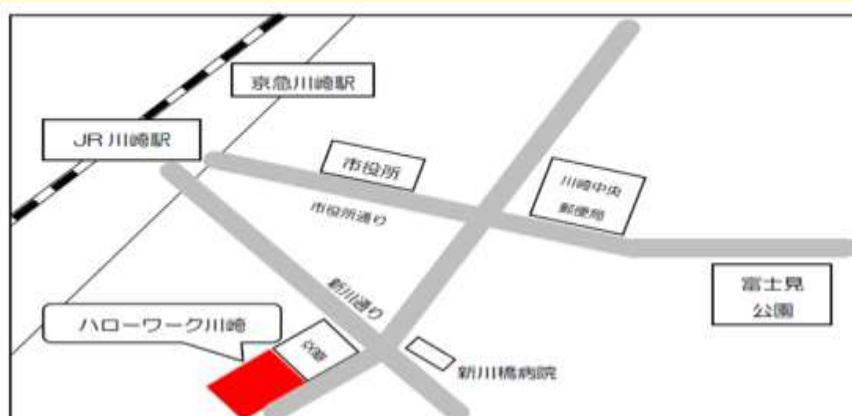 京急川崎駅
JR川崎駅
市役所
川崎中央
郵便局
市役所通り
富士見
公園
新川通り
ハローワーク川崎
新川橋病院